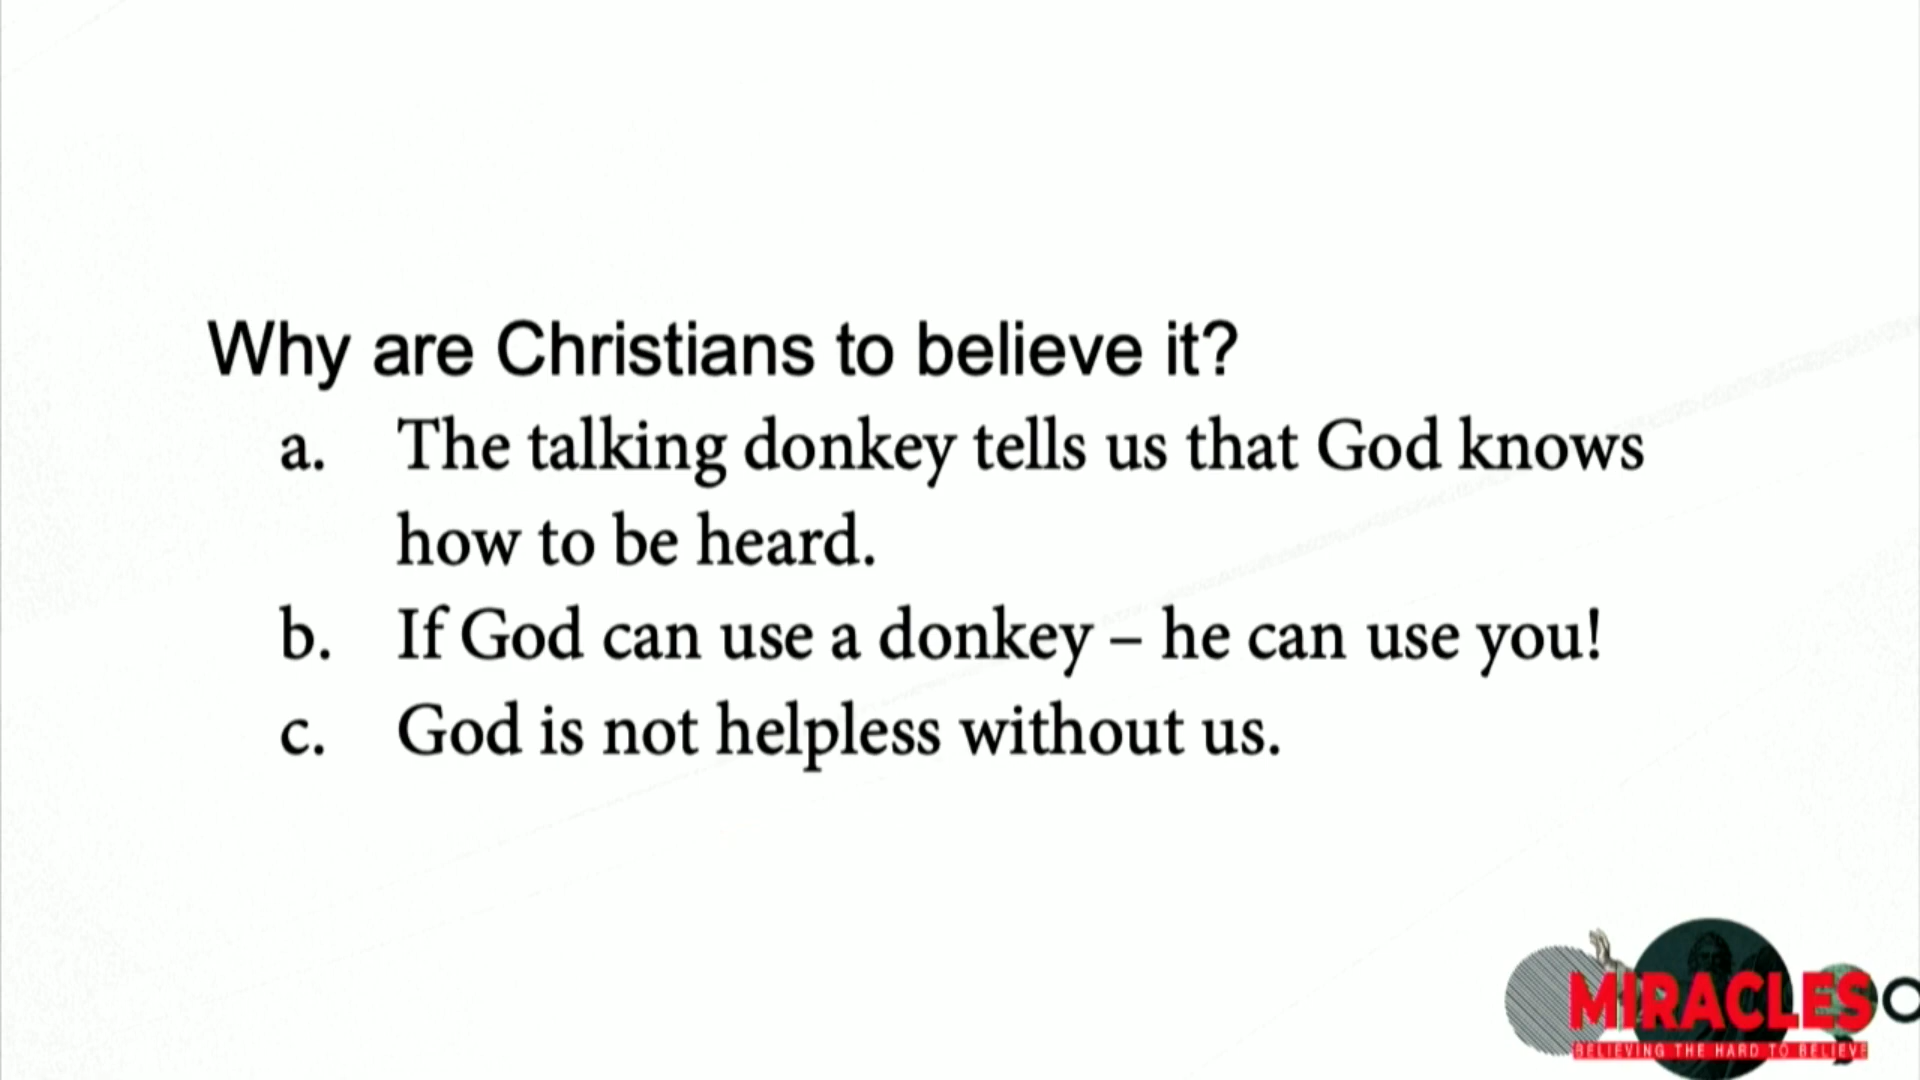 Why are Christians to believe it?
a. The talking donkey tells us that God knows
how to be heard.
b. If God can use a donkey – he can use you!
c. God is not helpless without us.
MIRACLES
BELIEVING THE HARD TO BELIEVE